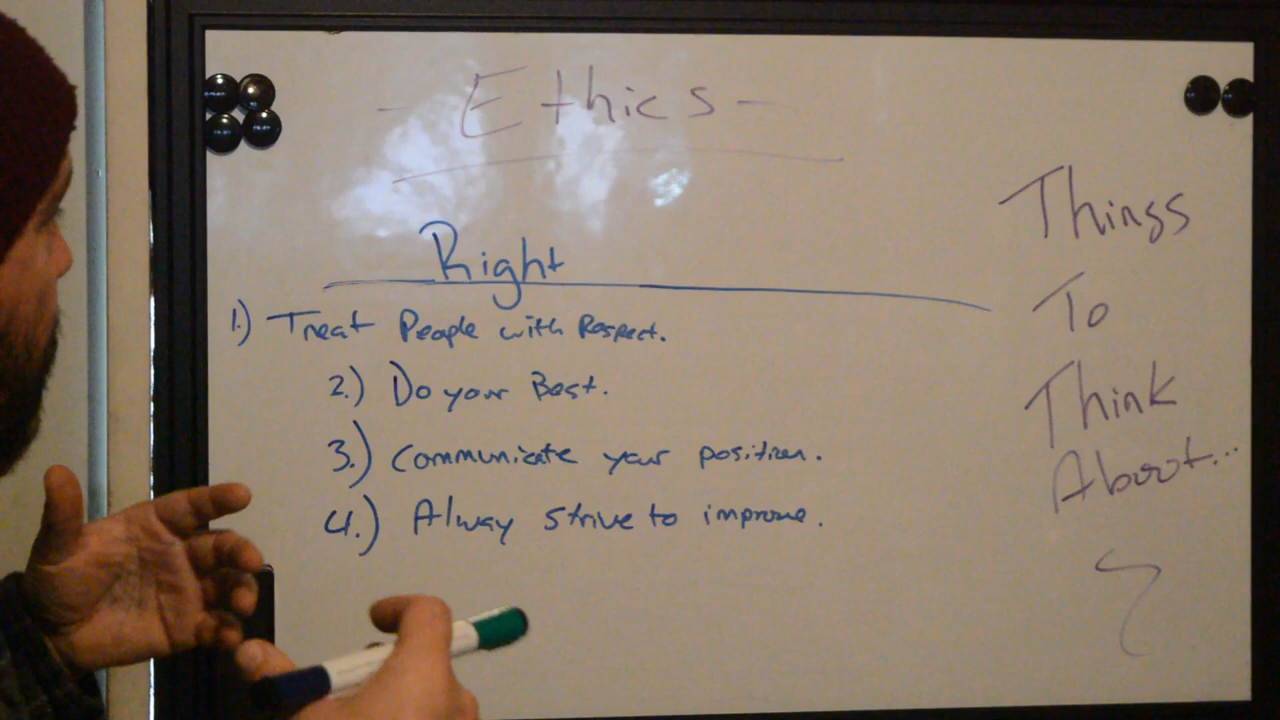 - Ethics -
Right
1.) Treat People with Respect.
2.) Do your Best.
3.) Communicate your position.
4.) Alway strive to improve.
Things
To
Think
About...